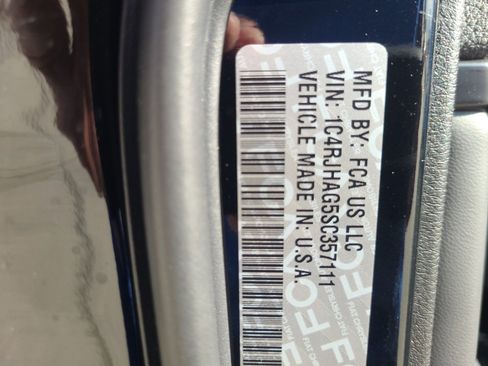 MFD BY: FCA US LLC
VIN: 1C4RJHAG5SC357111
VEHICLE MADE IN: U.S.A.